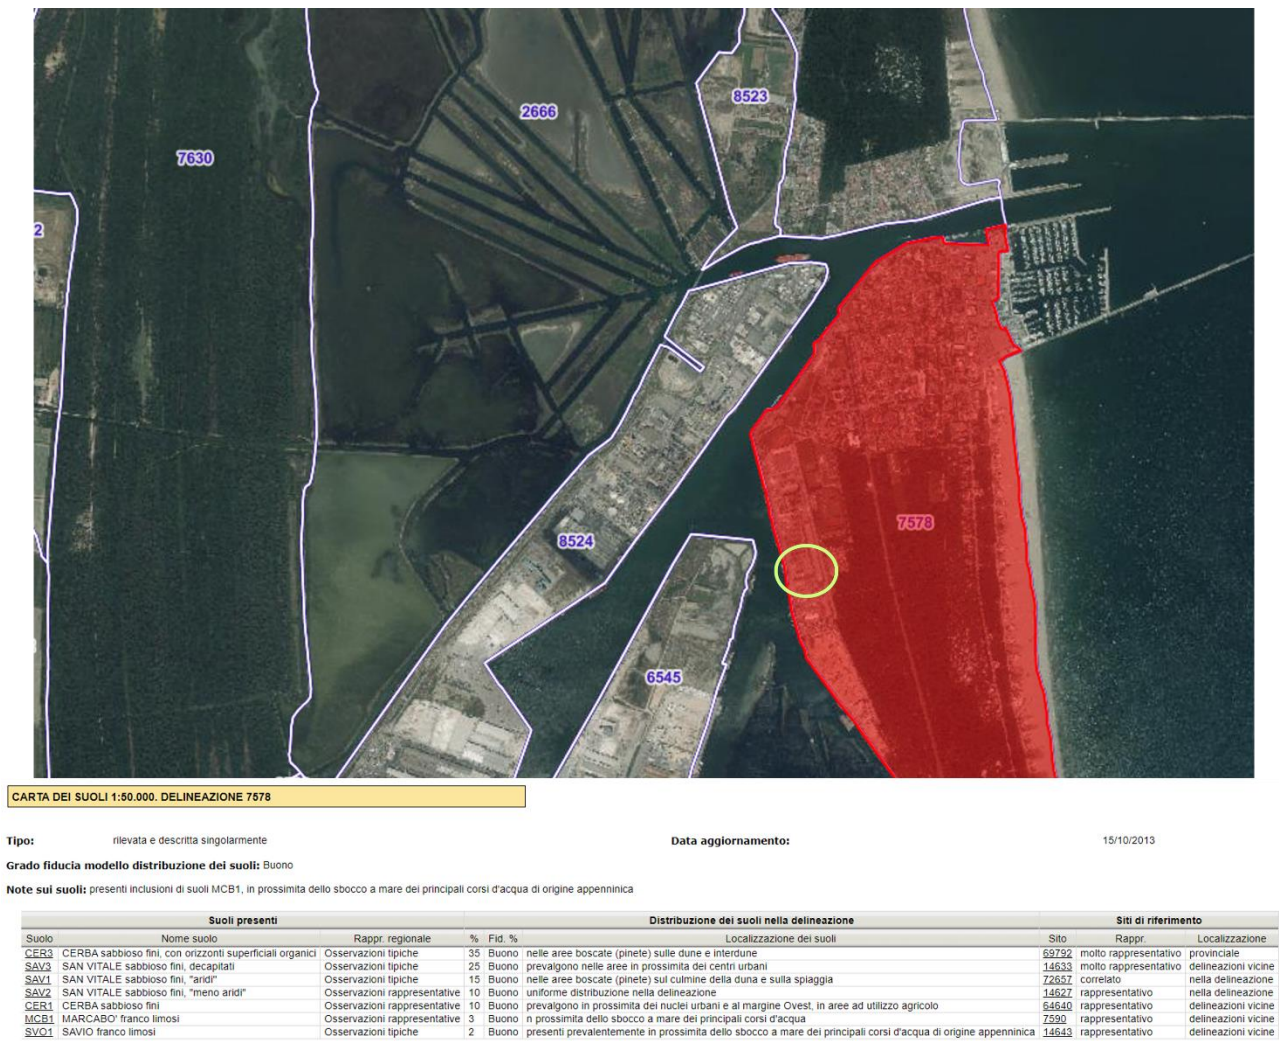 2666
8523
7630
2
7578
8524
6545
CARTA DEI SUOLI 1:50.000. DELINEAZIONE 7578
Tipo: rilevata e descritta singolarmente Data aggiornamento: 15/10/2013
Grado fiducia modello distribuzione dei suoli: Buono
Note sui suoli: presenti inclusioni di suoli MCB1, in prossimita dello sbocco a mare dei principali corsi d'acqua di origine appenninica
Suoli presenti Distribuzione dei suoli nella delineazione Siti di riferimento
Suolo Nome suolo Rappr. regionale % Fid. % Localizzazione dei suoli Sito Rappr. Localizzazione
CER3 CERBA sabbioso fini, con orizzonti superficiali organici Osservazioni tipiche 35 Buono nelle aree boscate (pinete) sulle dune e interdune 69792 molto rappresentativo provinciale
SAV3 SAN VITALE sabbioso fini, decapitati Osservazioni tipiche 25 Buono prevalgono nelle aree in prossimita dei centri urbani 14633 molto rappresentativo delineazioni vicine
SAV1 SAN VITALE sabbioso fini, "aridi" Osservazioni tipiche 15 Buono nelle aree boscate (pinete) sul culmine della duna e sulla spiaggia 72657 correlato nella delineazione
SAV2 SAN VITALE sabbioso fini, "meno aridi" Osservazioni rappresentative 10 Buono uniforme distribuzione nella delineazione 14627 rappresentativo nella delineazione
CER1 CERBA sabbioso fini Osservazioni rappresentative 10 Buono prevalgono in prossimita dei nuclei urbani e al margine Ovest, in aree ad utilizzo agricolo 64640 rappresentativo delineazioni vicine
MCB1 MARCABO' franco limosi Osservazioni rappresentative 3 Buono n prossimita dello sbocco a mare dei principali corsi d'acqua 7590 rappresentativo delineazioni vicine
SVO1 SAVIO franco limosi Osservazioni tipiche 2 Buono presenti prevalentemente in prossimita dello sbocco a mare dei principali corsi d'acqua di origine appenninica 14643 rappresentativo delineazioni vicine